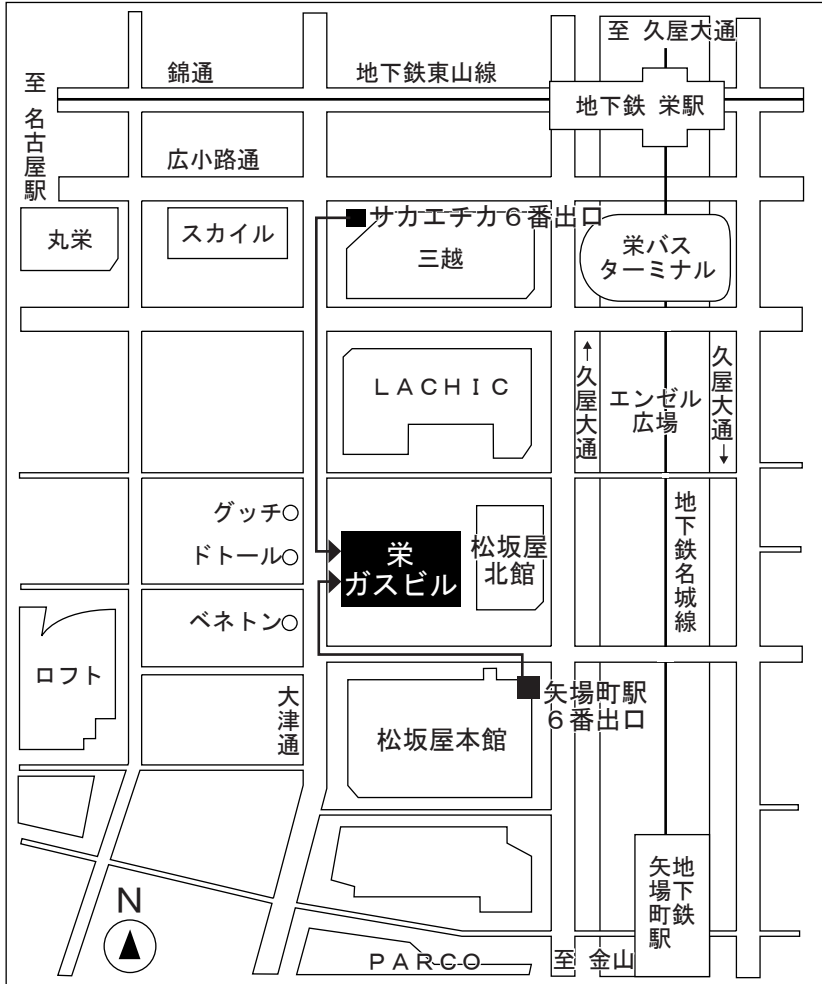 至 久屋大通
錦通
地下鉄東山線
至 名古屋駅
地下鉄 栄駅
広小路通
サカエチカ６番出口
丸栄
スカイル
三越
栄バス
ターミナル
ＬＡＣＨＩＣ
↑久屋大通
エンゼル
広場
久屋大通↓
グッチ
ドトール
栄
ガスビル
松坂屋
北館
地下鉄名城線
ベネトン
ロフト
大津通
矢場町駅
６番出口
松坂屋本館
地下鉄
矢場町駅
N
ＰＡＲＣＯ
至 金山